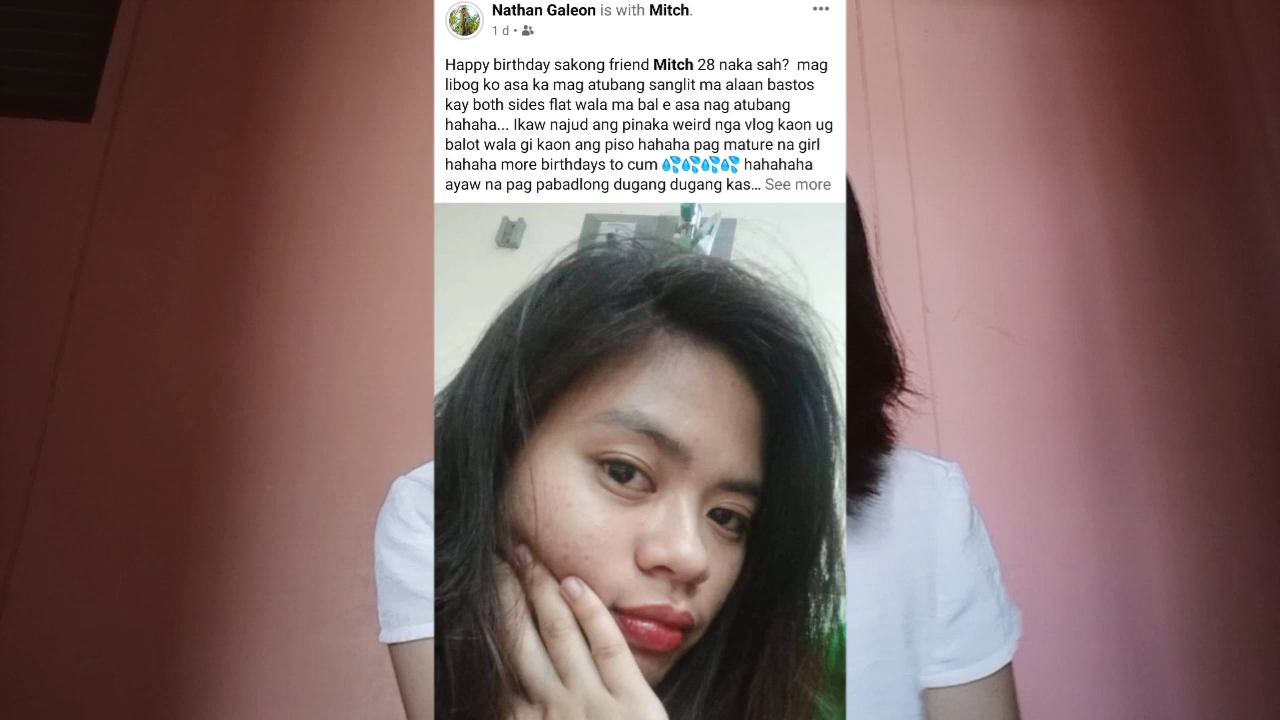 Nathan Galeon is with Mitch.
1 d
Happy birthday sakong friend Mitch 28 naka sah? mag
libog ko asa ka mag atubang sanglit ma alaan bastos
kay both sides flat wala ma bal e asa nag atubang
hahaha... Ikaw najud ang pinaka weird nga vlog kaon ug
balot wala gi kaon ang piso hahaha pag mature na girl
hahaha more birthdays to cum 💦💦💦💦 hahahaha
ayaw na pag pabadlong dugang dugang kas... See more